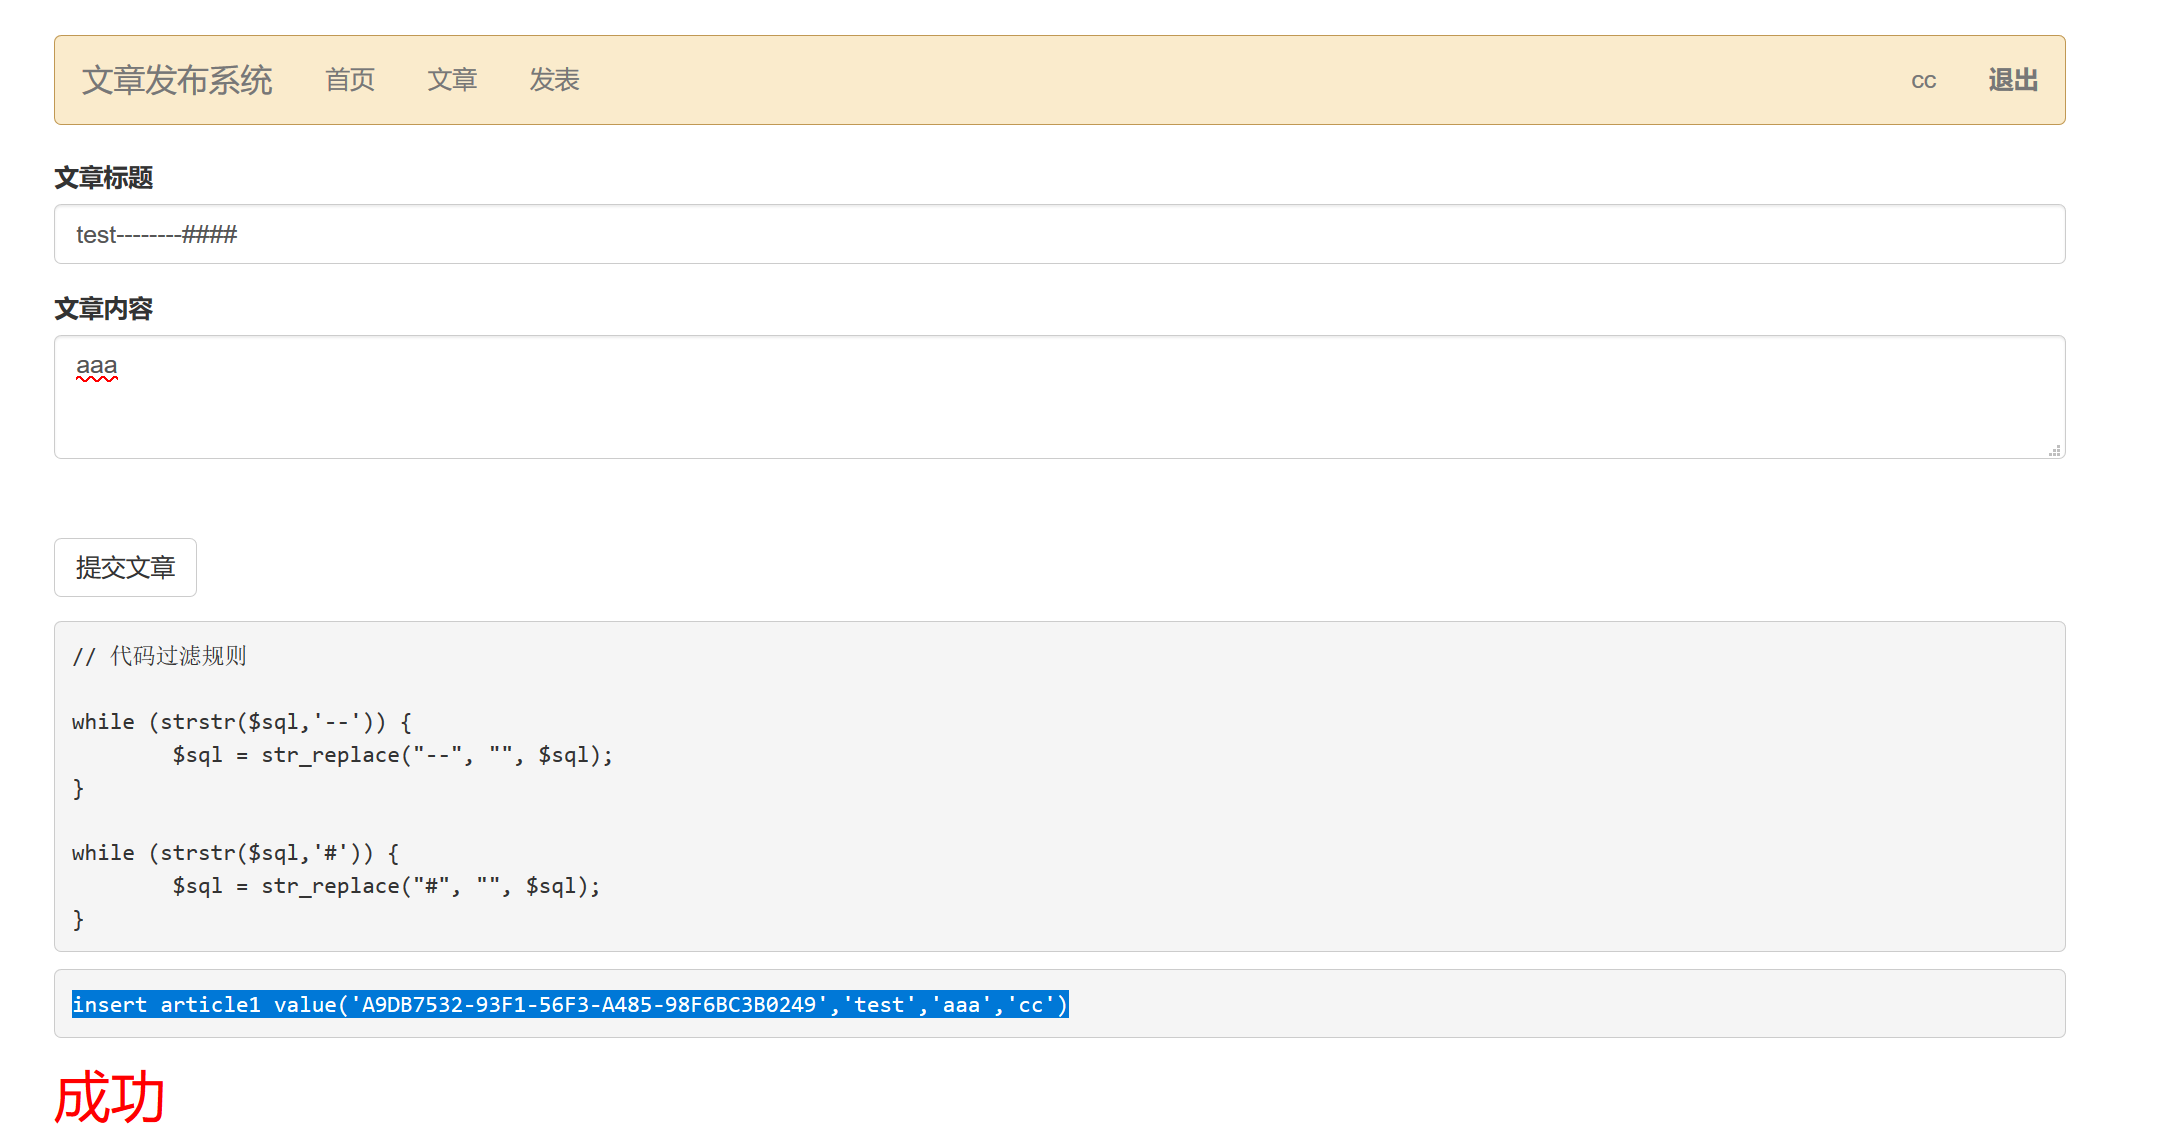 文章发布系统 首页 文章 发表 cc 退出
文章标题
test--------####
文章内容
aaa
提交文章
// 代码过滤规则
while (strstr($sql,'--')) {
        $sql = str_replace("--", "", $sql);
}
while (strstr($sql,'#')) {
        $sql = str_replace("#", "", $sql);
}
insert article1 value('A9DB7532-93F1-56F3-A485-98F6BC3B0249','test','aaa','cc')
成功